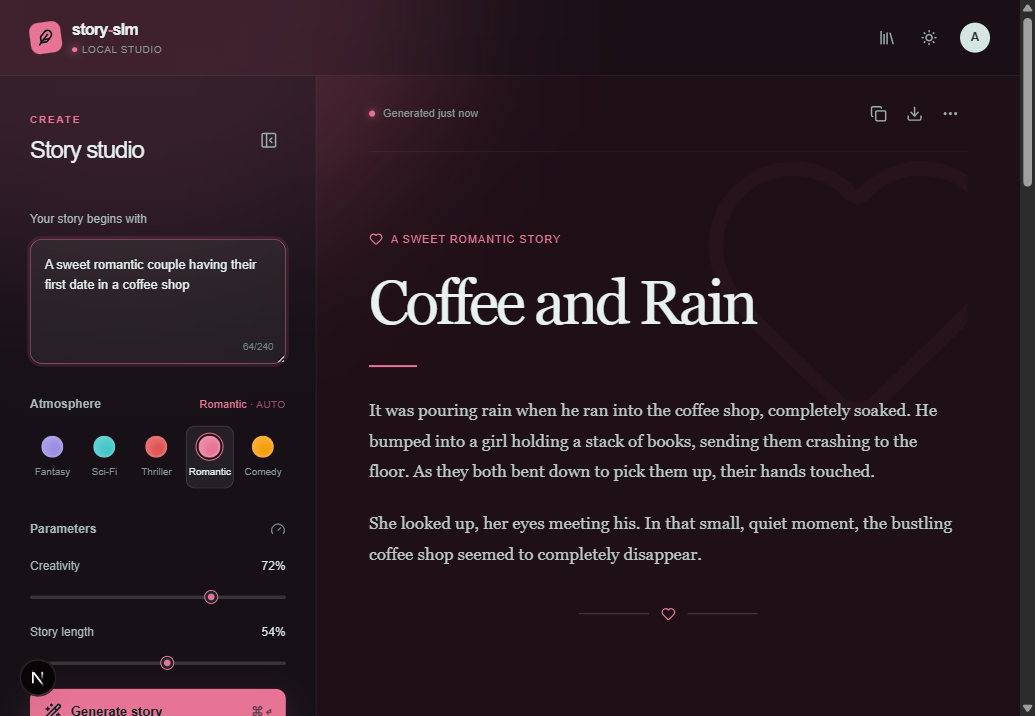 story-sim
LOCAL STUDIO
A
CREATE
Story studio
Your story begins with
A sweet romantic couple having their
first date in a coffee shop
64/240
Atmosphere
Romantic · AUTO
Fantasy
Sci-Fi
Thriller
Romantic
Comedy
Parameters
Creativity
72%
Story length
54%
N
Generate story
⌘ ↵
Generated just now
A SWEET ROMANTIC STORY
Coffee and Rain
It was pouring rain when he ran into the coffee shop, completely soaked. He
bumped into a girl holding a stack of books, sending them crashing to the
floor. As they both bent down to pick them up, their hands touched.
She looked up, her eyes meeting his. In that small, quiet moment, the bustling
coffee shop seemed to completely disappear.